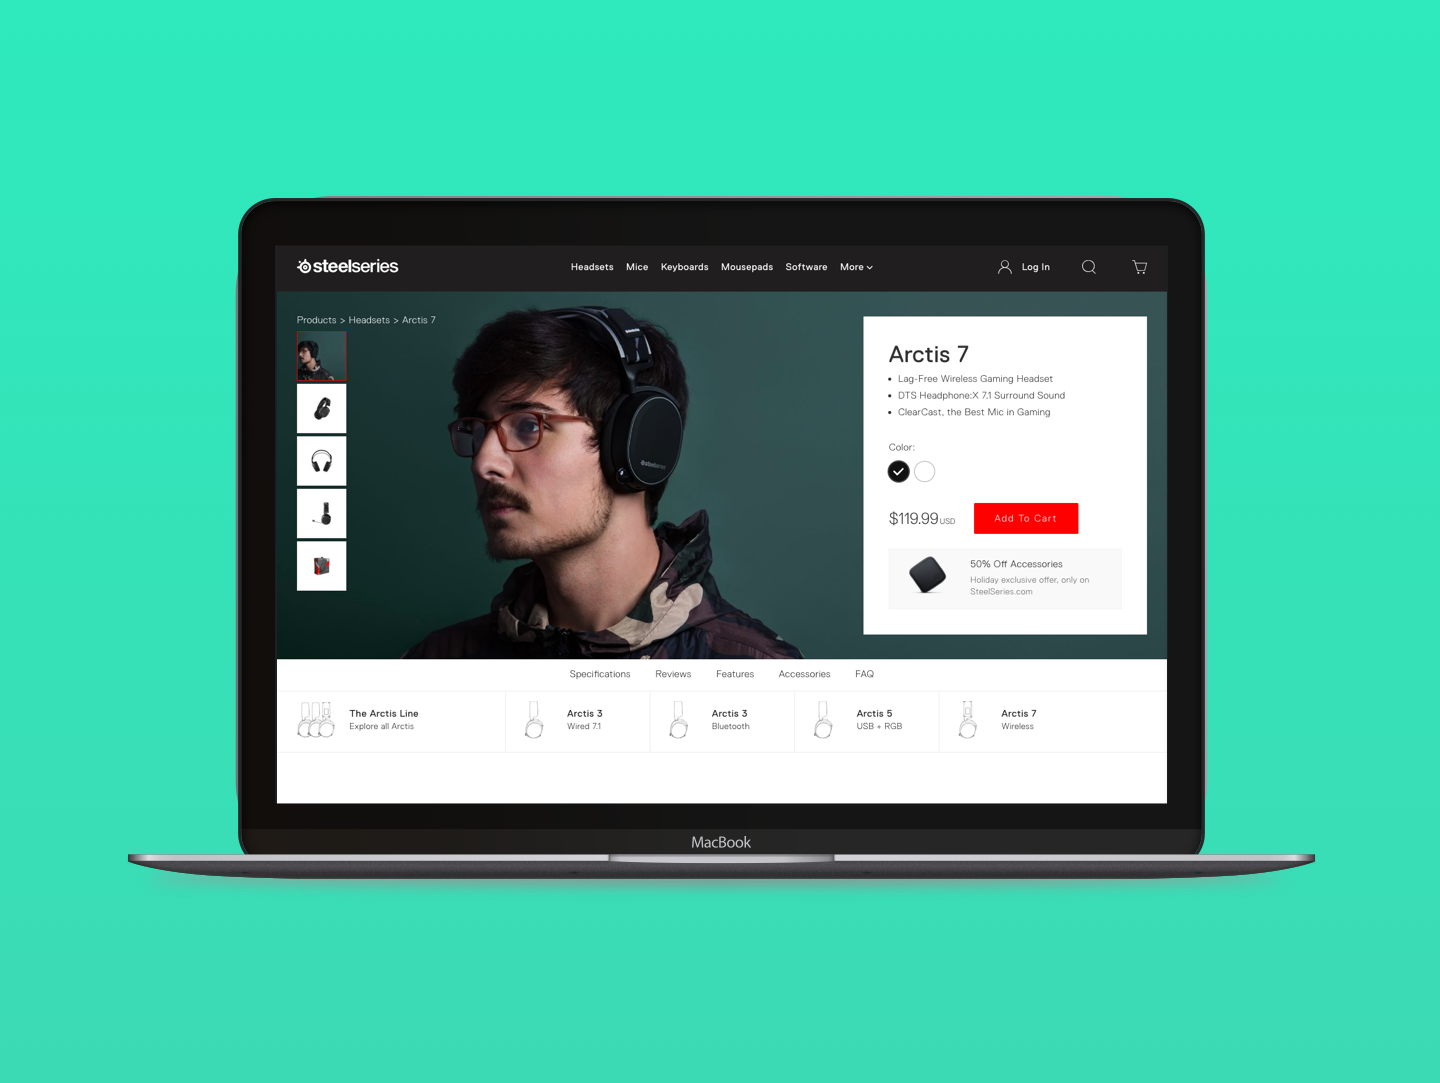 steelseries
Headsets Mice Keyboards Mousepads Software More
Log In
Products > Headsets > Arctis 7
steelseries
Arctis 7
• Lag-Free Wireless Gaming Headset
• DTS Headphone:X 7.1 Surround Sound
• ClearCast, the Best Mic in Gaming
Color:
$119.99 USD
Add To Cart
50% Off Accessories
Holiday exclusive offer, only on
SteelSeries.com
Specifications Reviews Features Accessories FAQ
The Arctis Line
Explore all Arctis
Arctis 3
Wired 7.1
Arctis 3
Bluetooth
Arctis 5
USB + RGB
Arctis 7
Wireless
MacBook